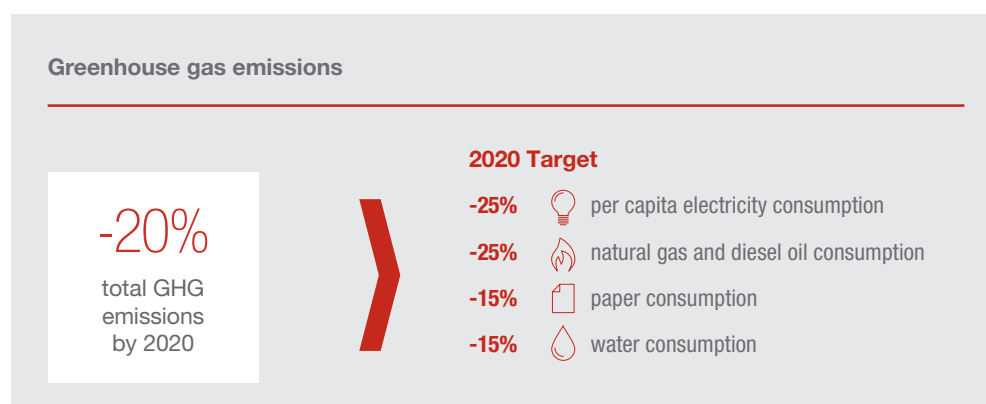 Greenhouse gas emissions
-20%
total GHG
emissions
by 2020
2020 Target
-25% per capita electricity consumption
-25% natural gas and diesel oil consumption
-15% paper consumption
-15% water consumption